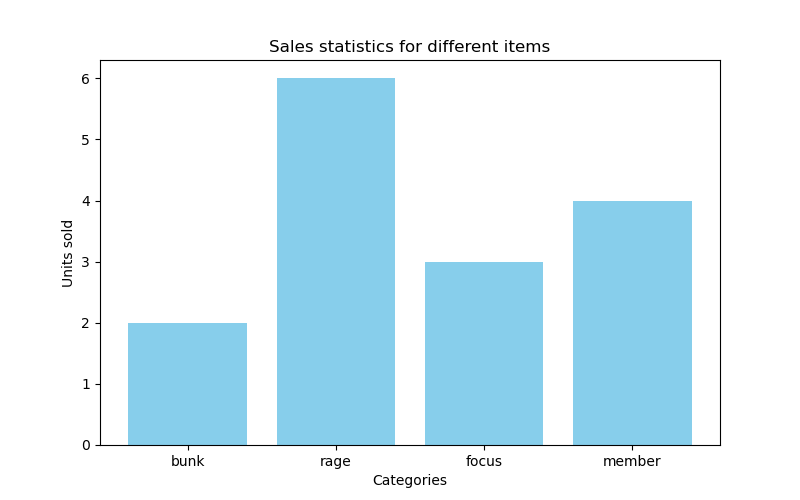 Sales statistics for different items
6
5
4
3
2
1
0
Units sold
bunk rage focus member
Categories